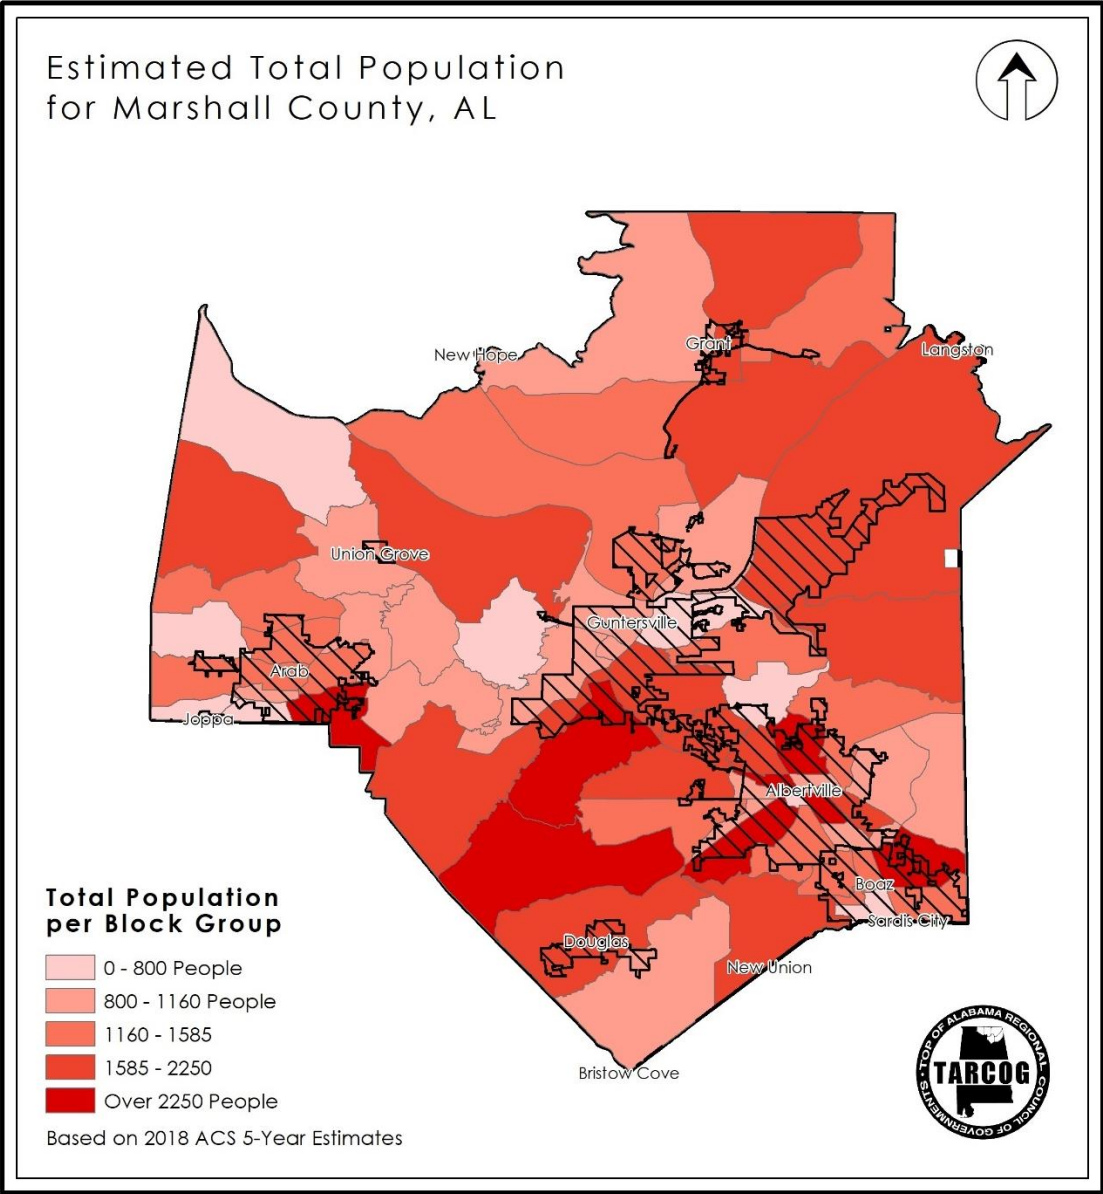 Estimated Total Population
for Marshall County, AL
Grant
New Hope
Langston
Union Grove
Guntersville
Arab
Joppa
Albertville
Boaz
Sardis City
Douglas
New Union
Bristow Cove
Total Population
per Block Group
0 - 800 People
800 - 1160 People
1160 - 1585
1585 - 2250
Over 2250 People
Based on 2018 ACS 5-Year Estimates
TOP OF ALABAMA REGIONAL
COUNCIL OF GOVERNMENTS
TARCOG